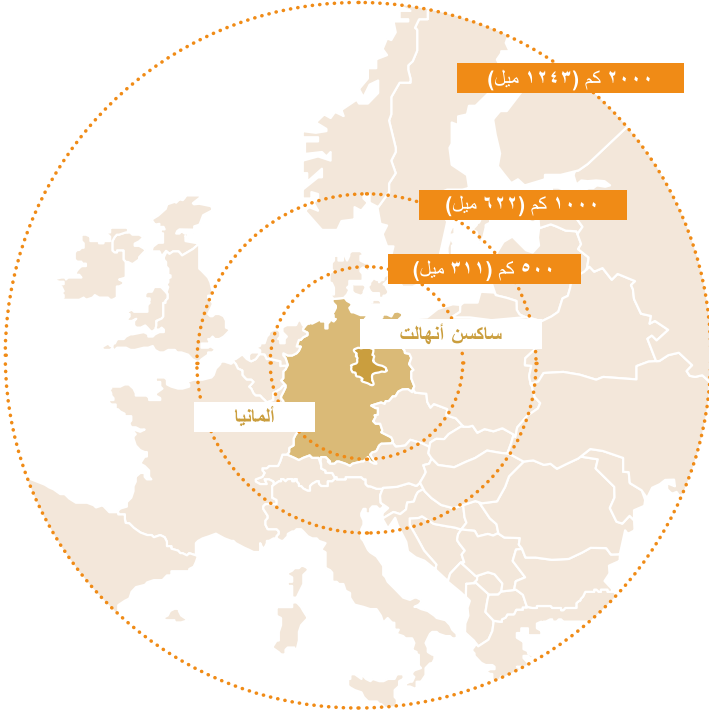 ٢٠٠٠ كم (١٢٤٣ ميل)
١٠٠٠ كم (٦٢٢ ميل)
٥٠٠ كم (٣١١ ميل)
ساكسن أنهالت
ألمانيا